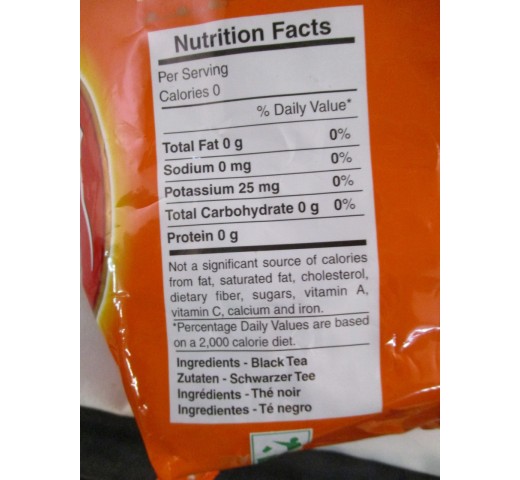 Nutrition Facts
Per Serving
Calories 0
% Daily Value*
Total Fat 0 g 0%
Sodium 0 mg 0%
Potassium 25 mg 0%
Total Carbohydrate 0 g 0%
Protein 0 g
Not a significant source of calories
from fat, saturated fat, cholesterol,
dietary fiber, sugars, vitamin A,
vitamin C, calcium and iron.
*Percentage Daily Values are based
on a 2,000 calorie diet.
Ingredients - Black Tea
Zutaten - Schwarzer Tee
Ingrédients - Thé noir
Ingredientes - Té negro